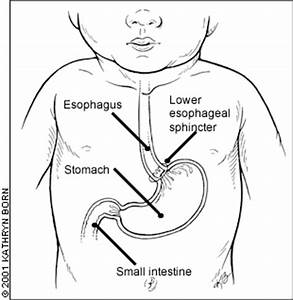 Esophagus
Lower
esophageal
sphincter
Stomach
Small intestine
© 2001 KATHRYN BORN